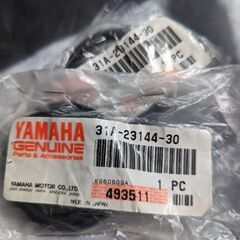 31A-23144-30
YAMAHA
GENUINE
Parts & Accessories
31A-23144-30
YAMAHA MOTOR CO., LTD.
K960609A
1 PC
493511
MADE IN JAPAN